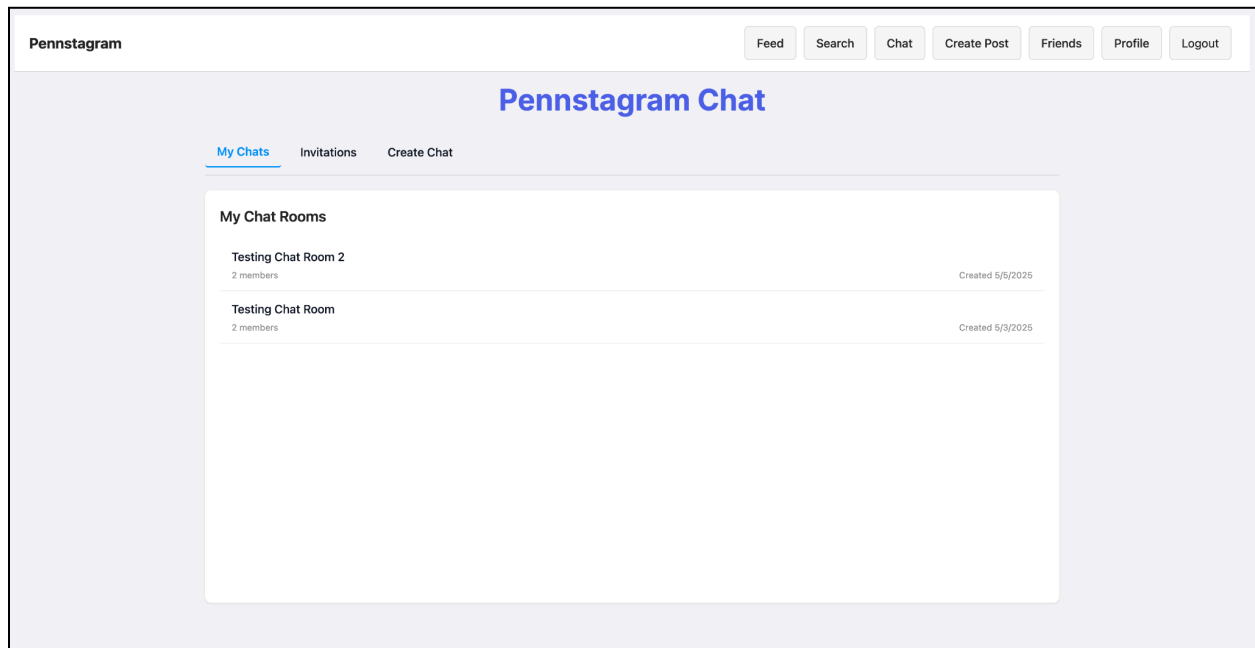 Pennstagram Feed Search Chat Create Post Friends Profile Logout
Pennstagram Chat
My Chats Invitations Create Chat
My Chat Rooms
Testing Chat Room 2
2 members Created 5/5/2025
Testing Chat Room
2 members Created 5/3/2025